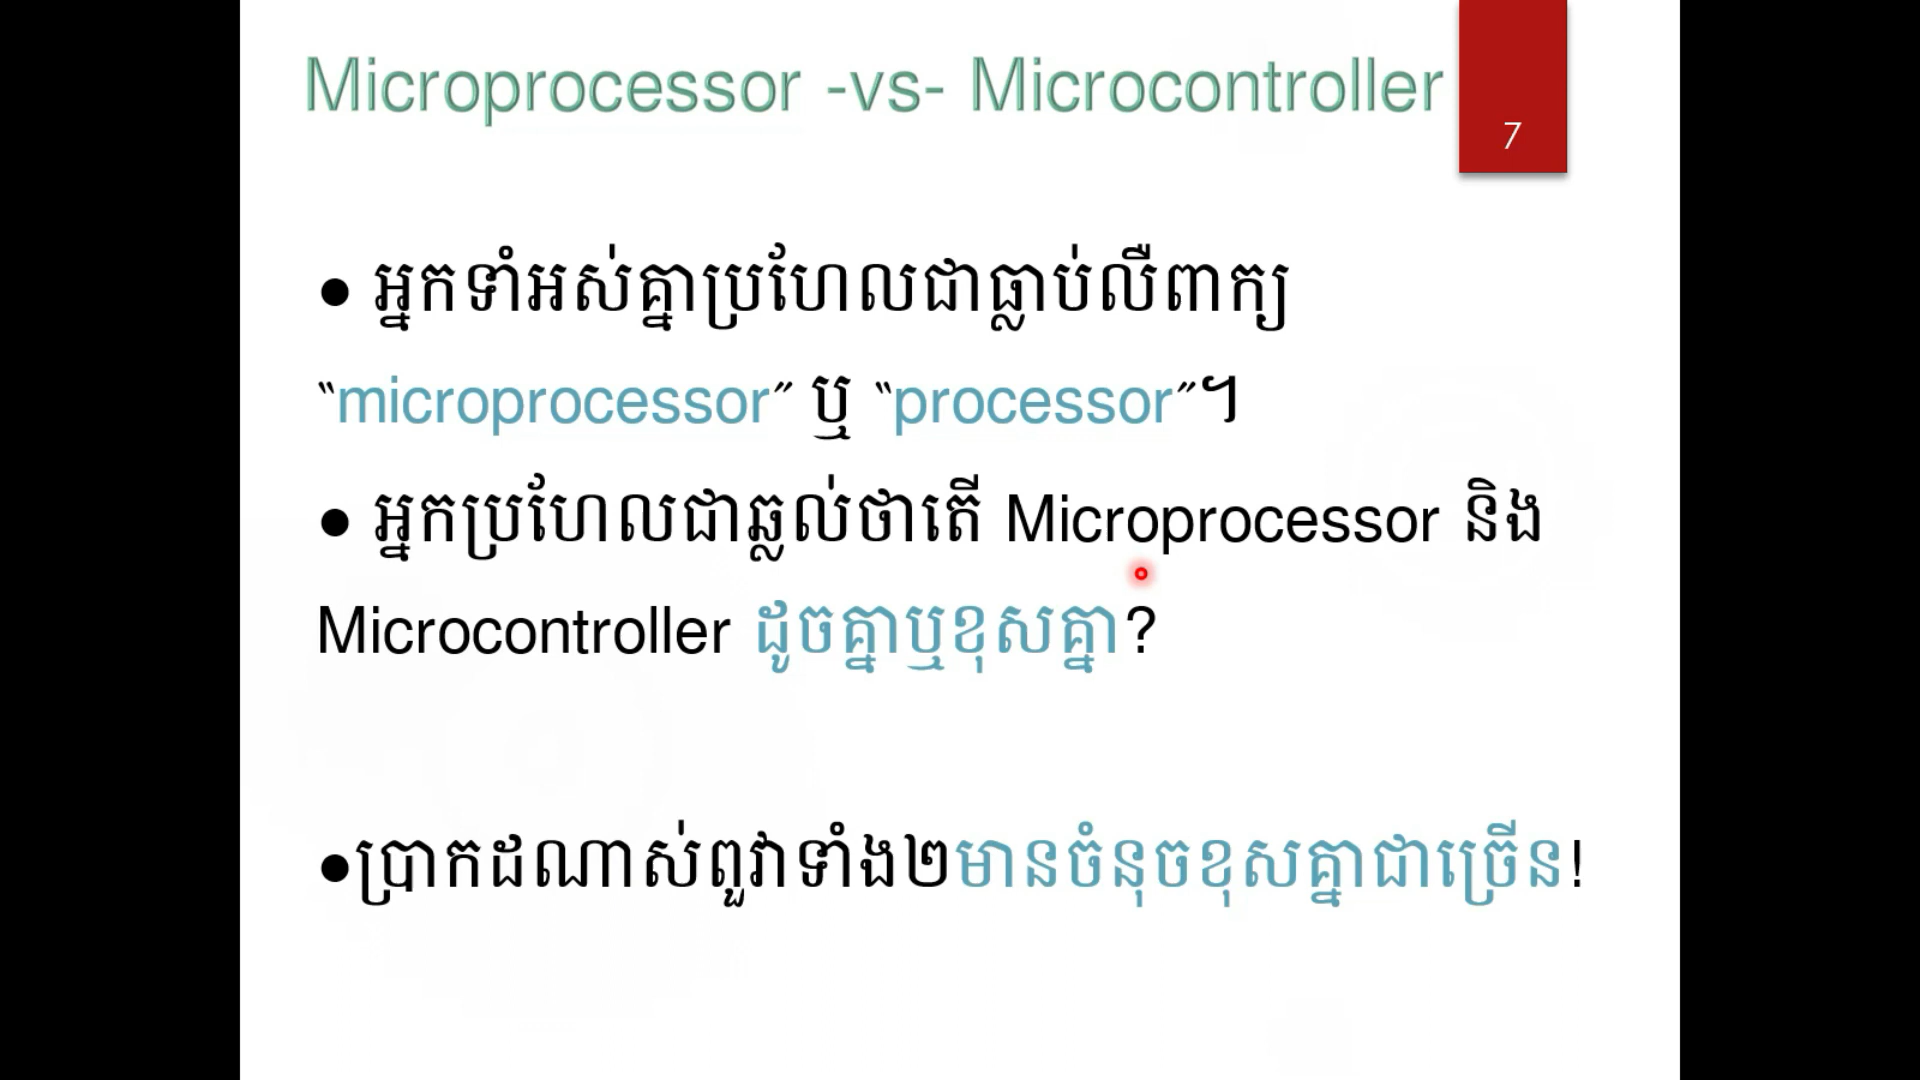 Microprocessor -vs- Microcontroller
7
● អ្នកទាំអស់គ្នាប្រហែលជាធ្លាប់លឺពាក្យ
“microprocessor” ឬ “processor”។
● អ្នកប្រហែលជាឆ្លល់ថាតើ Microprocessor និង
Microcontroller ដូចគ្នាឬខុសគ្នា?
●ប្រាកដណាស់ពួវាទាំង២មានចំនុចខុសគ្នាជាច្រើន!